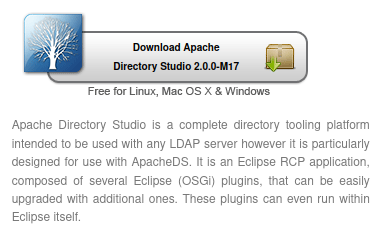 Download Apache
Directory Studio 2.0.0-M17
Free for Linux, Mac OS X & Windows
Apache Directory Studio is a complete directory tooling platform
intended to be used with any LDAP server however it is particularly
designed for use with ApacheDS. It is an Eclipse RCP application,
composed of several Eclipse (OSGi) plugins, that can be easily
upgraded with additional ones. These plugins can even run within
Eclipse itself.